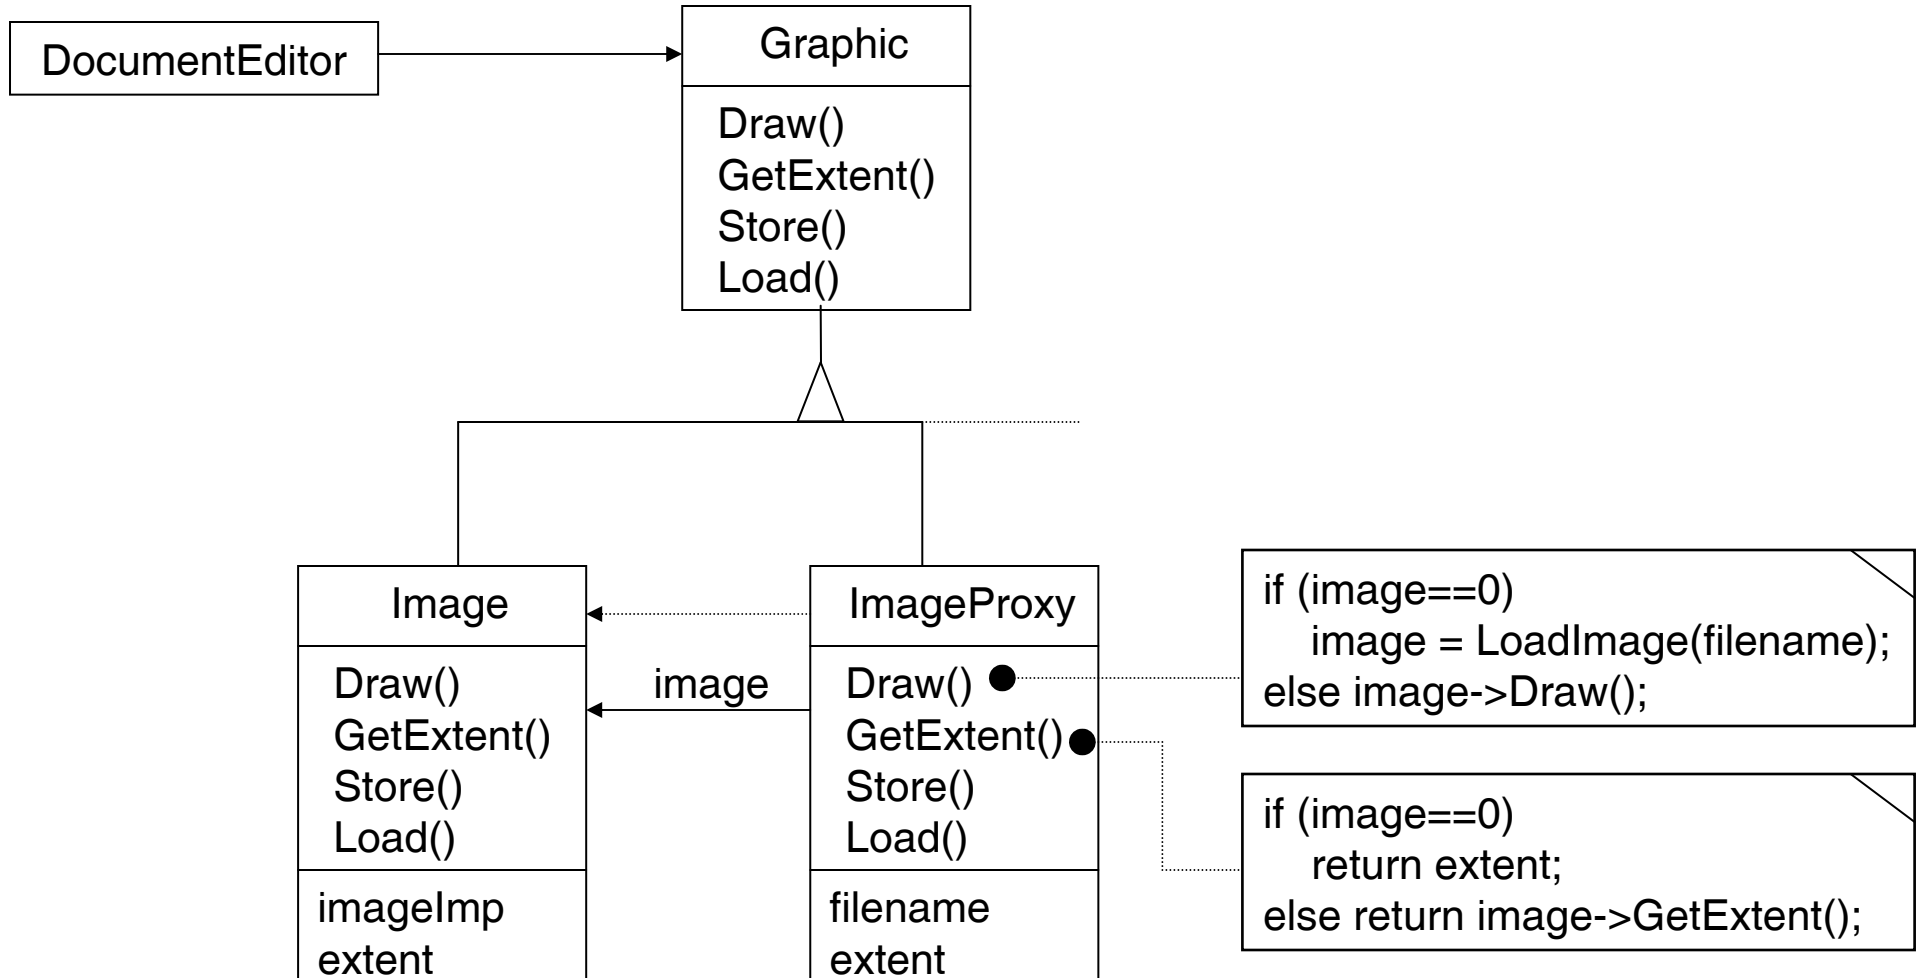 DocumentEditor
Graphic
Draw()
GetExtent()
Store()
Load()
Image
Draw()
GetExtent()
Store()
Load()
imageImp
extent
image
ImageProxy
Draw()
GetExtent()
Store()
Load()
filename
extent
if (image==0)
image = LoadImage(filename);
else image->Draw();
if (image==0)
return extent;
else return image->GetExtent();